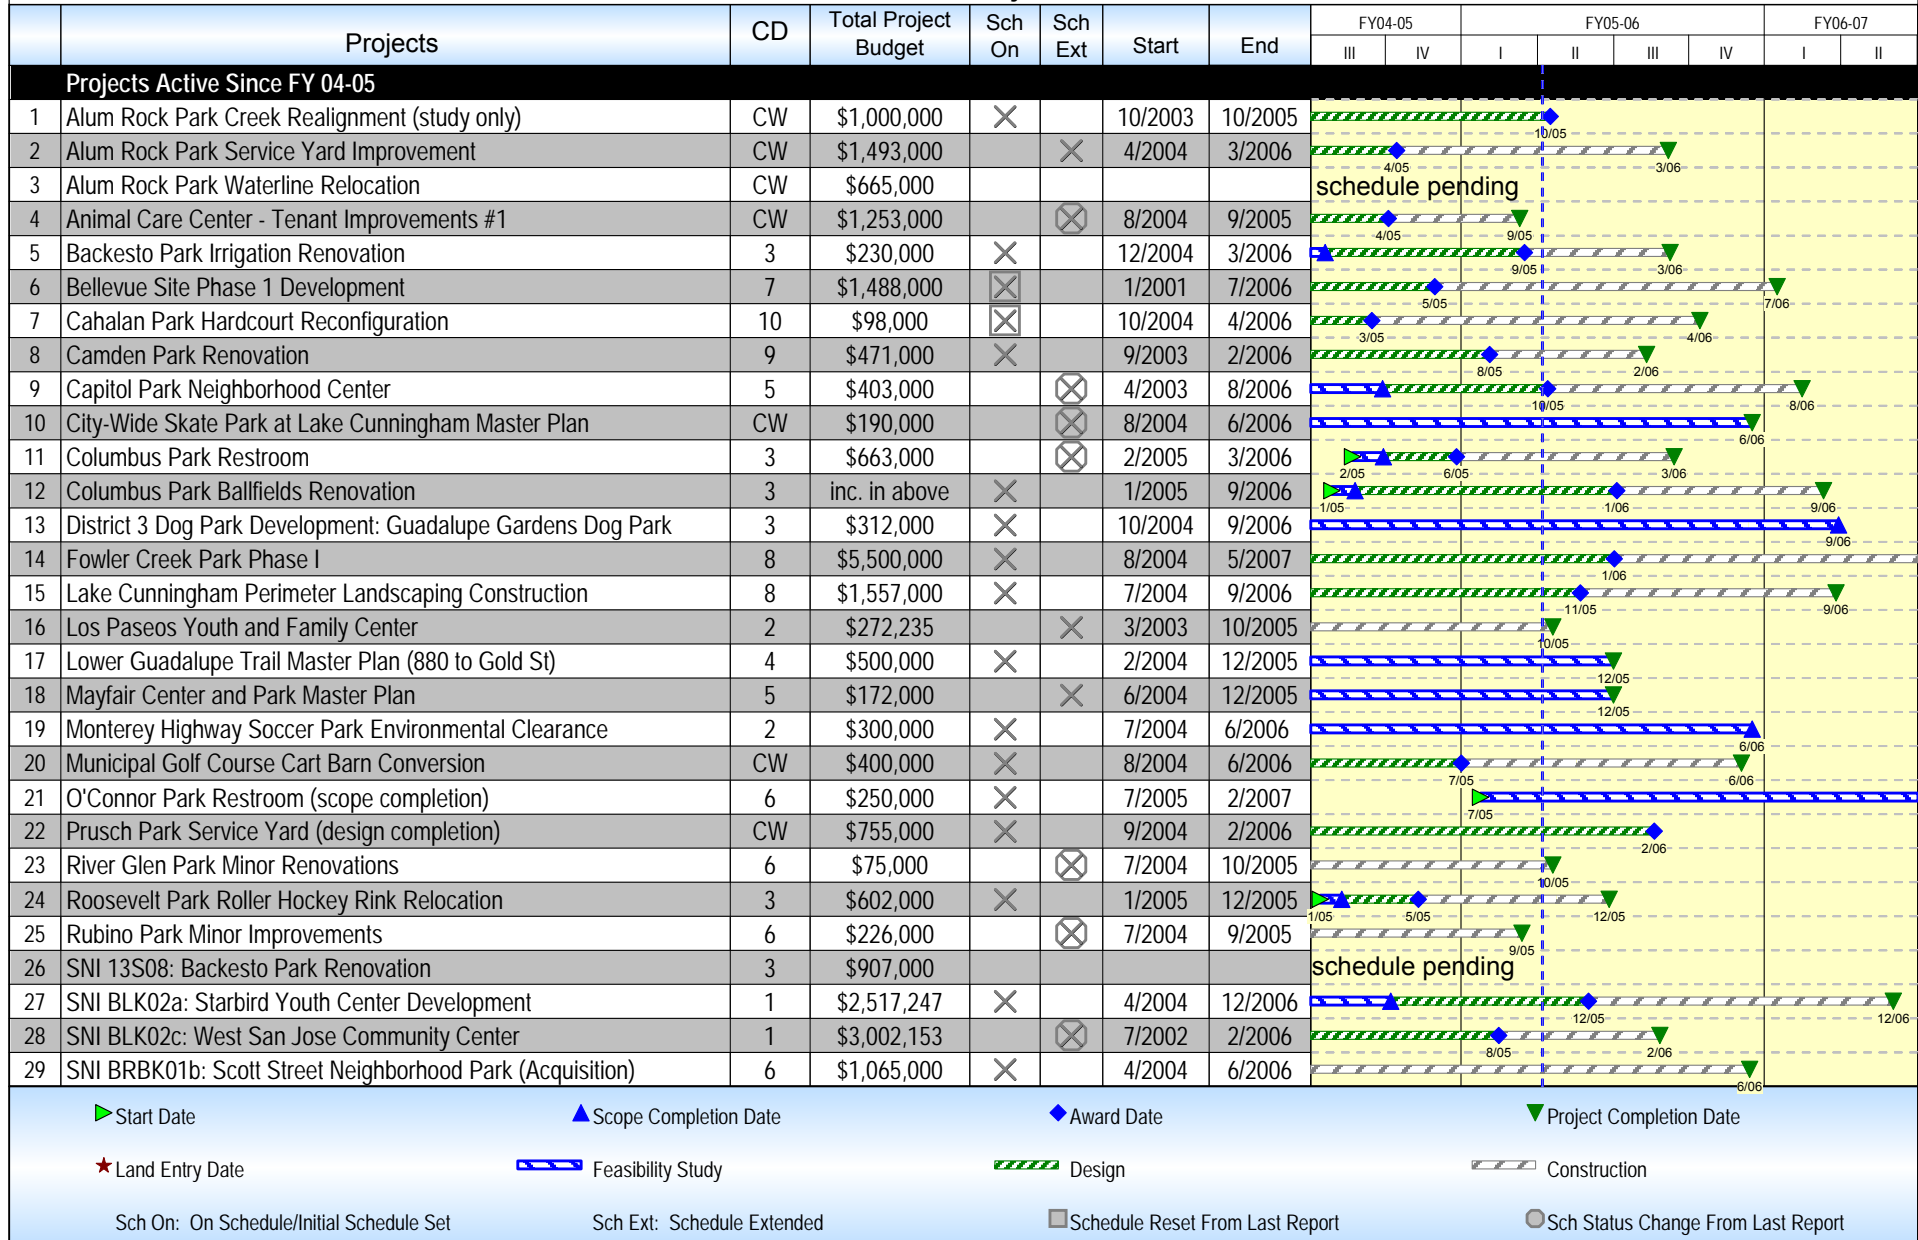 Projects CD Total Project Budget Sch On Sch Ext Start End FY04-05 FY05-06 FY06-07
III IV I II III IV I II
Projects Active Since FY 04-05
1 Alum Rock Park Creek Realignment (study only) CW $1,000,000 10/2003 10/2005 10/05
2 Alum Rock Park Service Yard Improvement CW $1,493,000 4/2004 3/2006 4/05 3/06
3 Alum Rock Park Waterline Relocation CW $665,000 schedule pending
4 Animal Care Center - Tenant Improvements #1 CW $1,253,000 8/2004 9/2005 4/05 9/05
5 Backesto Park Irrigation Renovation 3 $230,000 12/2004 3/2006 9/05 3/06
6 Bellevue Site Phase 1 Development 7 $1,488,000 1/2001 7/2006 5/05 7/06
7 Cahalan Park Hardcourt Reconfiguration 10 $98,000 10/2004 4/2006 3/05 4/06
8 Camden Park Renovation 9 $471,000 9/2003 2/2006 8/05 2/06
9 Capitol Park Neighborhood Center 5 $403,000 4/2003 8/2006 10/05 8/06
10 City-Wide Skate Park at Lake Cunningham Master Plan CW $190,000 8/2004 6/2006 6/06
11 Columbus Park Restroom 3 $663,000 2/2005 3/2006 2/05 6/05 3/06
12 Columbus Park Ballfields Renovation 3 inc. in above 1/2005 9/2006 1/05 1/06 9/06
13 District 3 Dog Park Development: Guadalupe Gardens Dog Park 3 $312,000 10/2004 9/2006 9/06
14 Fowler Creek Park Phase I 8 $5,500,000 8/2004 5/2007 1/06
15 Lake Cunningham Perimeter Landscaping Construction 8 $1,557,000 7/2004 9/2006 11/05 9/06
16 Los Paseos Youth and Family Center 2 $272,235 3/2003 10/2005 10/05
17 Lower Guadalupe Trail Master Plan (880 to Gold St) 4 $500,000 2/2004 12/2005 12/05
18 Mayfair Center and Park Master Plan 5 $172,000 6/2004 12/2005 12/05
19 Monterey Highway Soccer Park Environmental Clearance 2 $300,000 7/2004 6/2006 6/06
20 Municipal Golf Course Cart Barn Conversion CW $400,000 8/2004 6/2006 7/05 6/06
21 O'Connor Park Restroom (scope completion) 6 $250,000 7/2005 2/2007 7/05
22 Prusch Park Service Yard (design completion) CW $755,000 9/2004 2/2006 2/06
23 River Glen Park Minor Renovations 6 $75,000 7/2004 10/2005 10/05
24 Roosevelt Park Roller Hockey Rink Relocation 3 $602,000 1/2005 12/2005 1/05 5/05 12/05
25 Rubino Park Minor Improvements 6 $226,000 7/2004 9/2005 9/05
26 SNI 13S08: Backesto Park Renovation 3 $907,000 schedule pending
27 SNI BLK02a: Starbird Youth Center Development 1 $2,517,247 4/2004 12/2006 12/05 12/06
28 SNI BLK02c: West San Jose Community Center 1 $3,002,153 7/2002 2/2006 8/05 2/06
29 SNI BRBK01b: Scott Street Neighborhood Park (Acquisition) 6 $1,065,000 4/2004 6/2006 6/06
Start Date Scope Completion Date Award Date Project Completion Date
Land Entry Date Feasibility Study Design Construction
Sch On: On Schedule/Initial Schedule Set Sch Ext: Schedule Extended Schedule Reset From Last Report Sch Status Change From Last Report